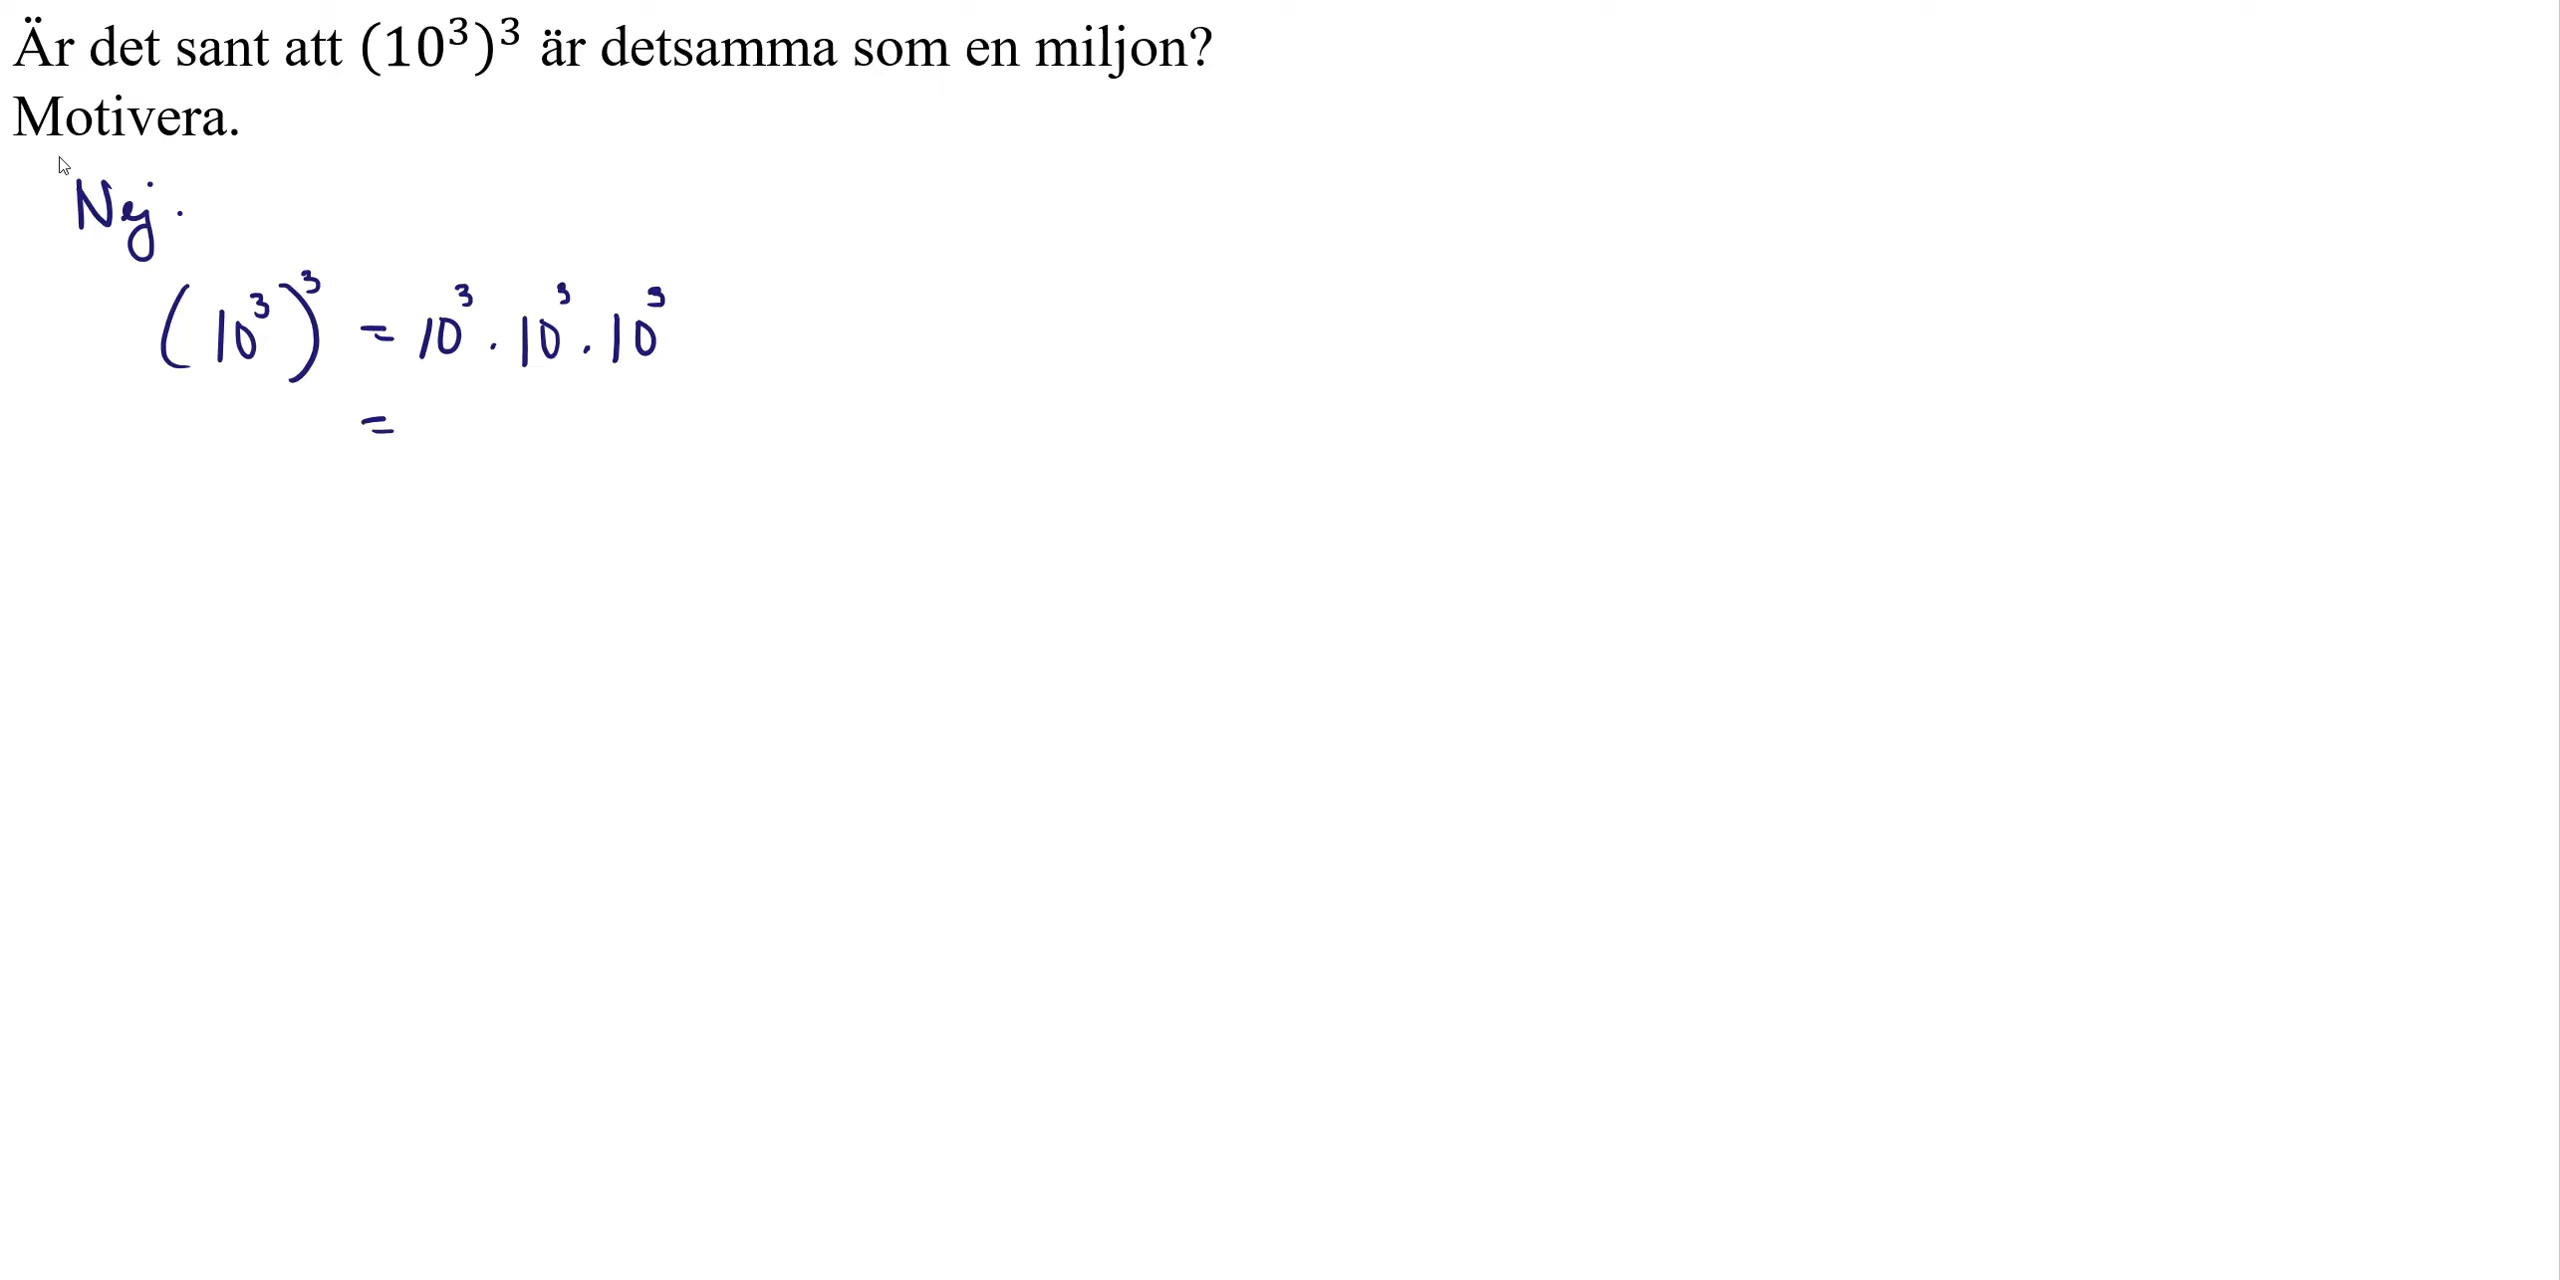 Är det sant att (10³)³ är detsamma som en miljon?
Motivera.
Nej.
(10³)³ = 10³ · 10³ · 10³
=